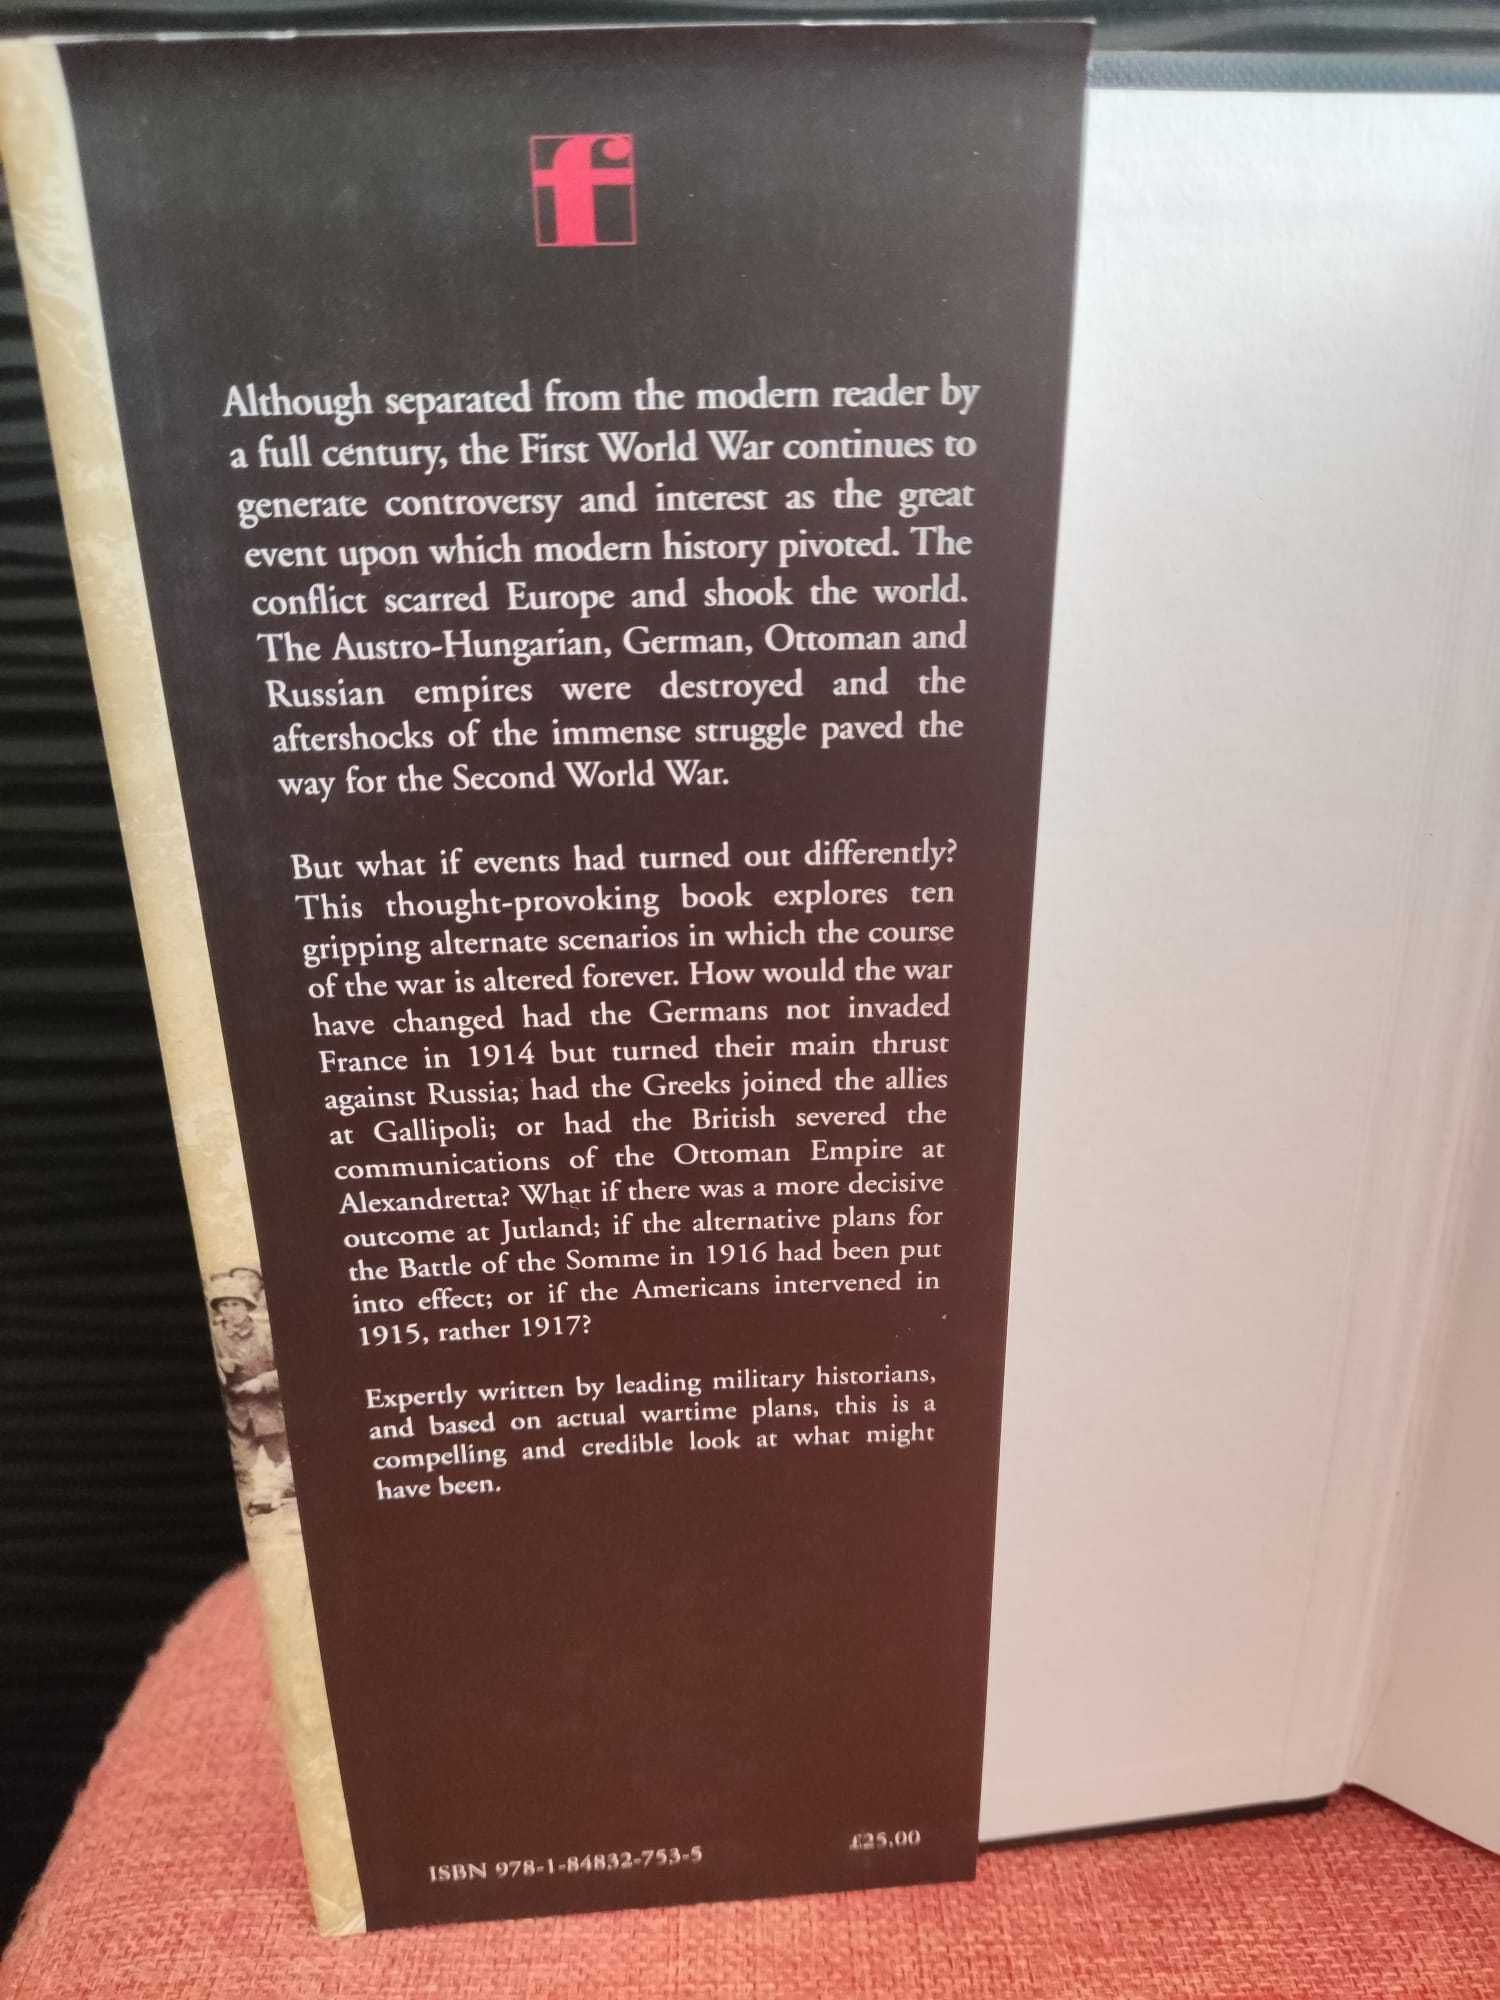 f
Although separated from the modern reader by
a full century, the First World War continues to
generate controversy and interest as the great
event upon which modern history pivoted. The
conflict scarred Europe and shook the world.
The Austro-Hungarian, German, Ottoman and
Russian empires were destroyed and the
aftershocks of the immense struggle paved the
way for the Second World War.
But what if events had turned out differently?
This thought-provoking book explores ten
gripping alternate scenarios in which the course
of the war is altered forever. How would the war
have changed had the Germans not invaded
France in 1914 but turned their main thrust
against Russia; had the Greeks joined the allies
at Gallipoli; or had the British severed the
communications of the Ottoman Empire at
Alexandretta? What if there was a more decisive
outcome at Jutland; if the alternative plans for
the Battle of the Somme in 1916 had been put
into effect; or if the Americans intervened in
1915, rather 1917?
Expertly written by leading military historians,
and based on actual wartime plans, this is a
compelling and credible look at what might
have been.
ISBN 978-1-84832-753-5 £25.00